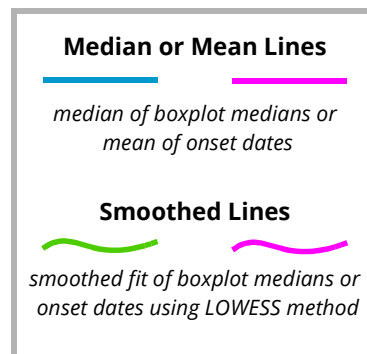 Median or Mean Lines
median of boxplot medians or
mean of onset dates
Smoothed Lines
smoothed fit of boxplot medians or
onset dates using LOWESS method